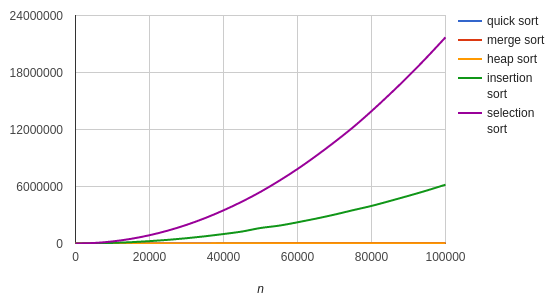 24000000
18000000
12000000
6000000
0
0 20000 40000 60000 80000 100000
n
quick sort
merge sort
heap sort
insertion
sort
selection
sort